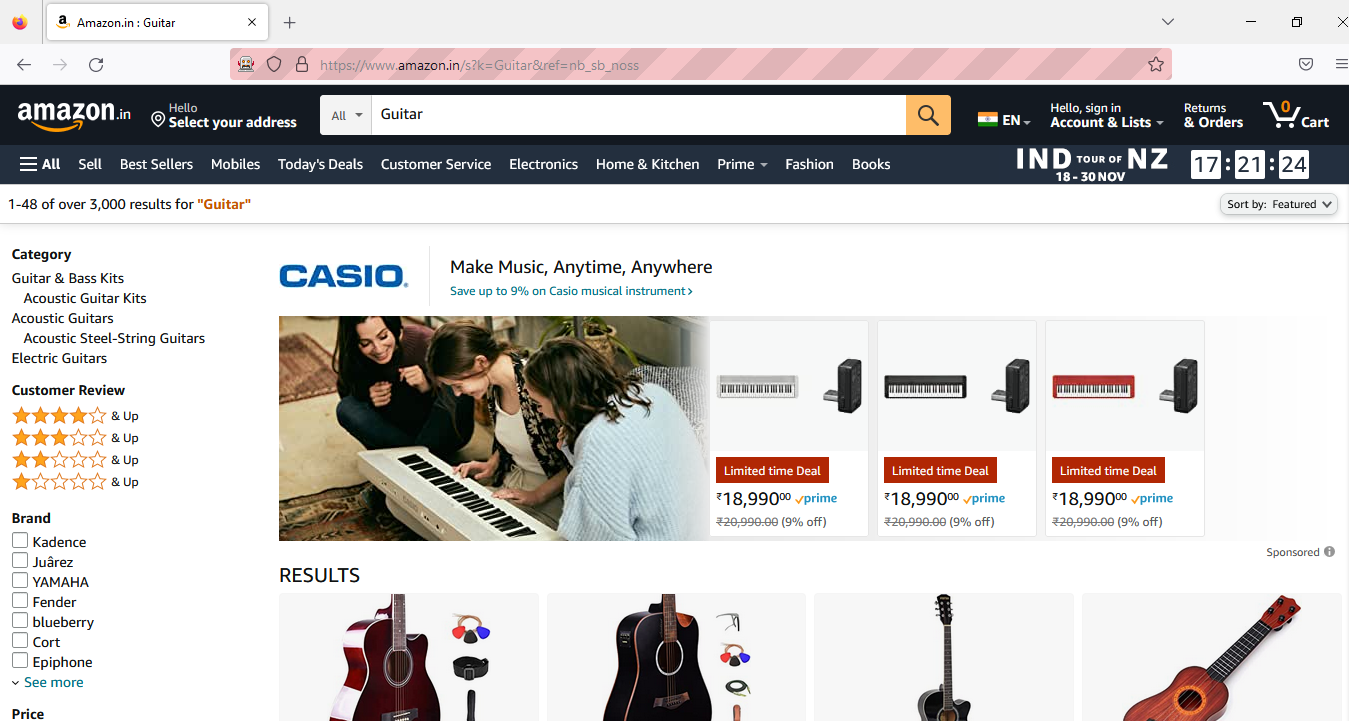 Amazon.in : Guitar
https://www.amazon.in/s?k=Guitar&ref=nb_sb_noss
amazon.in
Hello
Select your address
All
Guitar
EN
Hello, sign in
Account & Lists
Returns
& Orders
0
Cart
All
Sell
Best Sellers
Mobiles
Today's Deals
Customer Service
Electronics
Home & Kitchen
Prime
Fashion
Books
IND TOUR OF NZ
18 - 30 NOV
17 : 21 : 24
1-48 of over 3,000 results for "Guitar"
Sort by: Featured
Category
Guitar & Bass Kits
Acoustic Guitar Kits
Acoustic Guitars
Acoustic Steel-String Guitars
Electric Guitars
Customer Review
& Up
& Up
& Up
& Up
Brand
Kadence
Juârez
YAMAHA
Fender
blueberry
Cort
Epiphone
See more
Price
CASIO®
Make Music, Anytime, Anywhere
Save up to 9% on Casio musical instrument
Limited time Deal
₹18,99000 prime
₹20,990.00 (9% off)
Limited time Deal
₹18,99000 prime
₹20,990.00 (9% off)
Limited time Deal
₹18,99000 prime
₹20,990.00 (9% off)
Sponsored
RESULTS